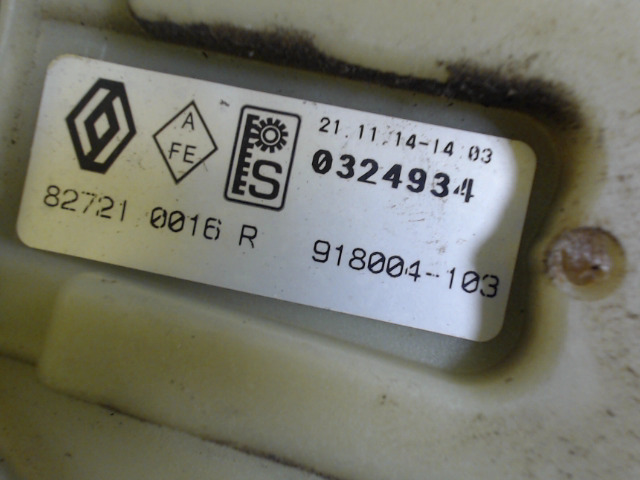 A
FE
S
21.11.14-14 03
0324934
82721 0016 R
918004-103